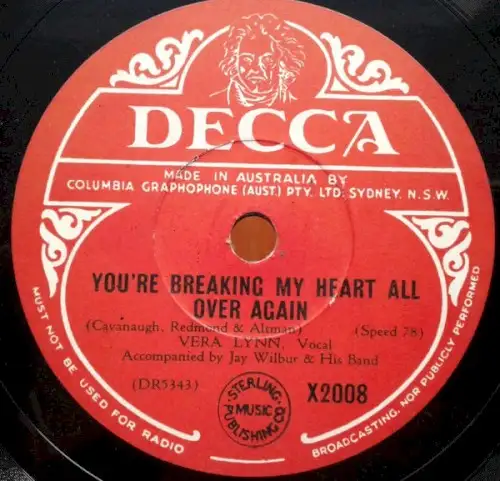 DECCA
MADE IN AUSTRALIA BY
COLUMBIA GRAPHOPHONE (AUST.) PTY. LTD. SYDNEY. N.S.W.
YOU'RE BREAKING MY HEART ALL
OVER AGAIN
(Cavanaugh, Redmond & Altman) (Speed 78)
VERA LYNN, Vocal
Accompanied by Jay Wilbur & His Band
(DR5343)
STERLING
MUSIC
PUBLISHING CO.
X2008
MUST NOT BE USED FOR RADIO
BROADCASTING, NOR PUBLICLY PERFORMED